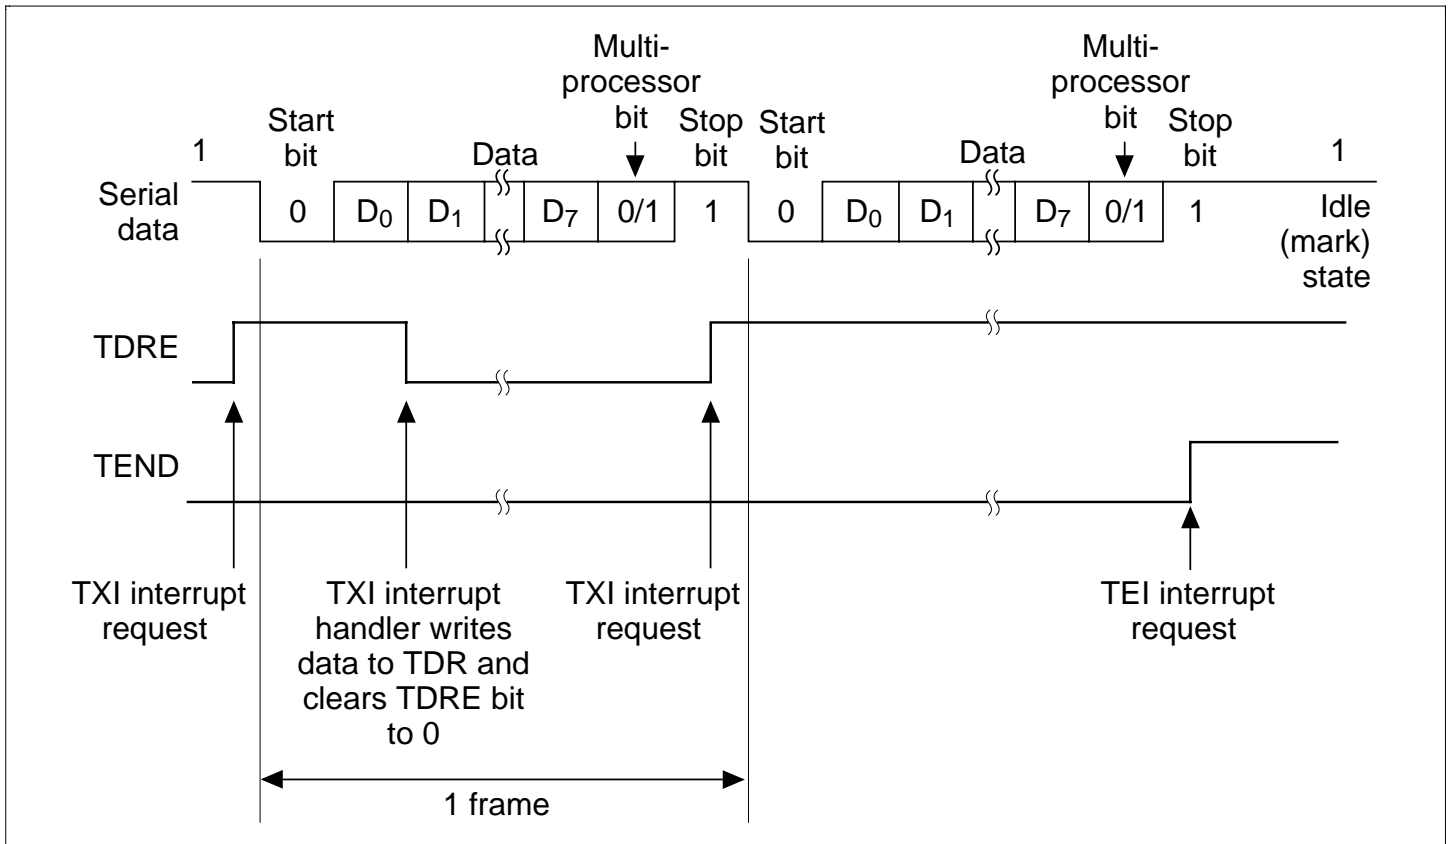 Multi-
processor
bit
Multi-
processor
bit
Start
bit
Stop
bit
Start
bit
Stop
bit
1
Data
Data
1
Serial
data
0 D0 D1 D7 0/1 1 0 D0 D1 D7 0/1 1
Idle
(mark)
state
TDRE
TEND
TXI interrupt
request
TXI interrupt
handler writes
data to TDR and
clears TDRE bit
to 0
TXI interrupt
request
TEI interrupt
request
1 frame